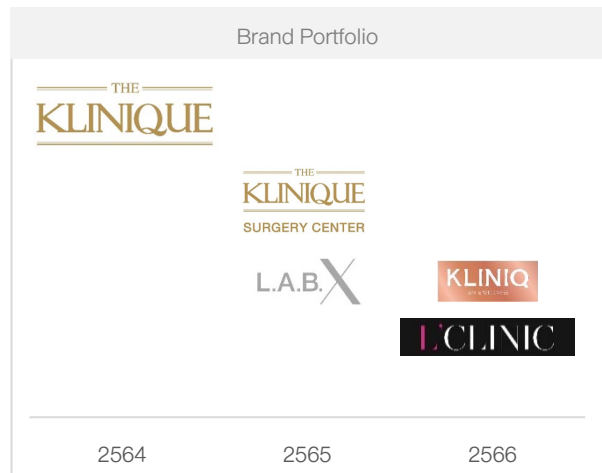 Brand Portfolio
THE
KLINIQUE
THE
KLINIQUE
SURGERY CENTER
L.A.B.X
KLINIQ
L'CLINIC
2564 2565 2566